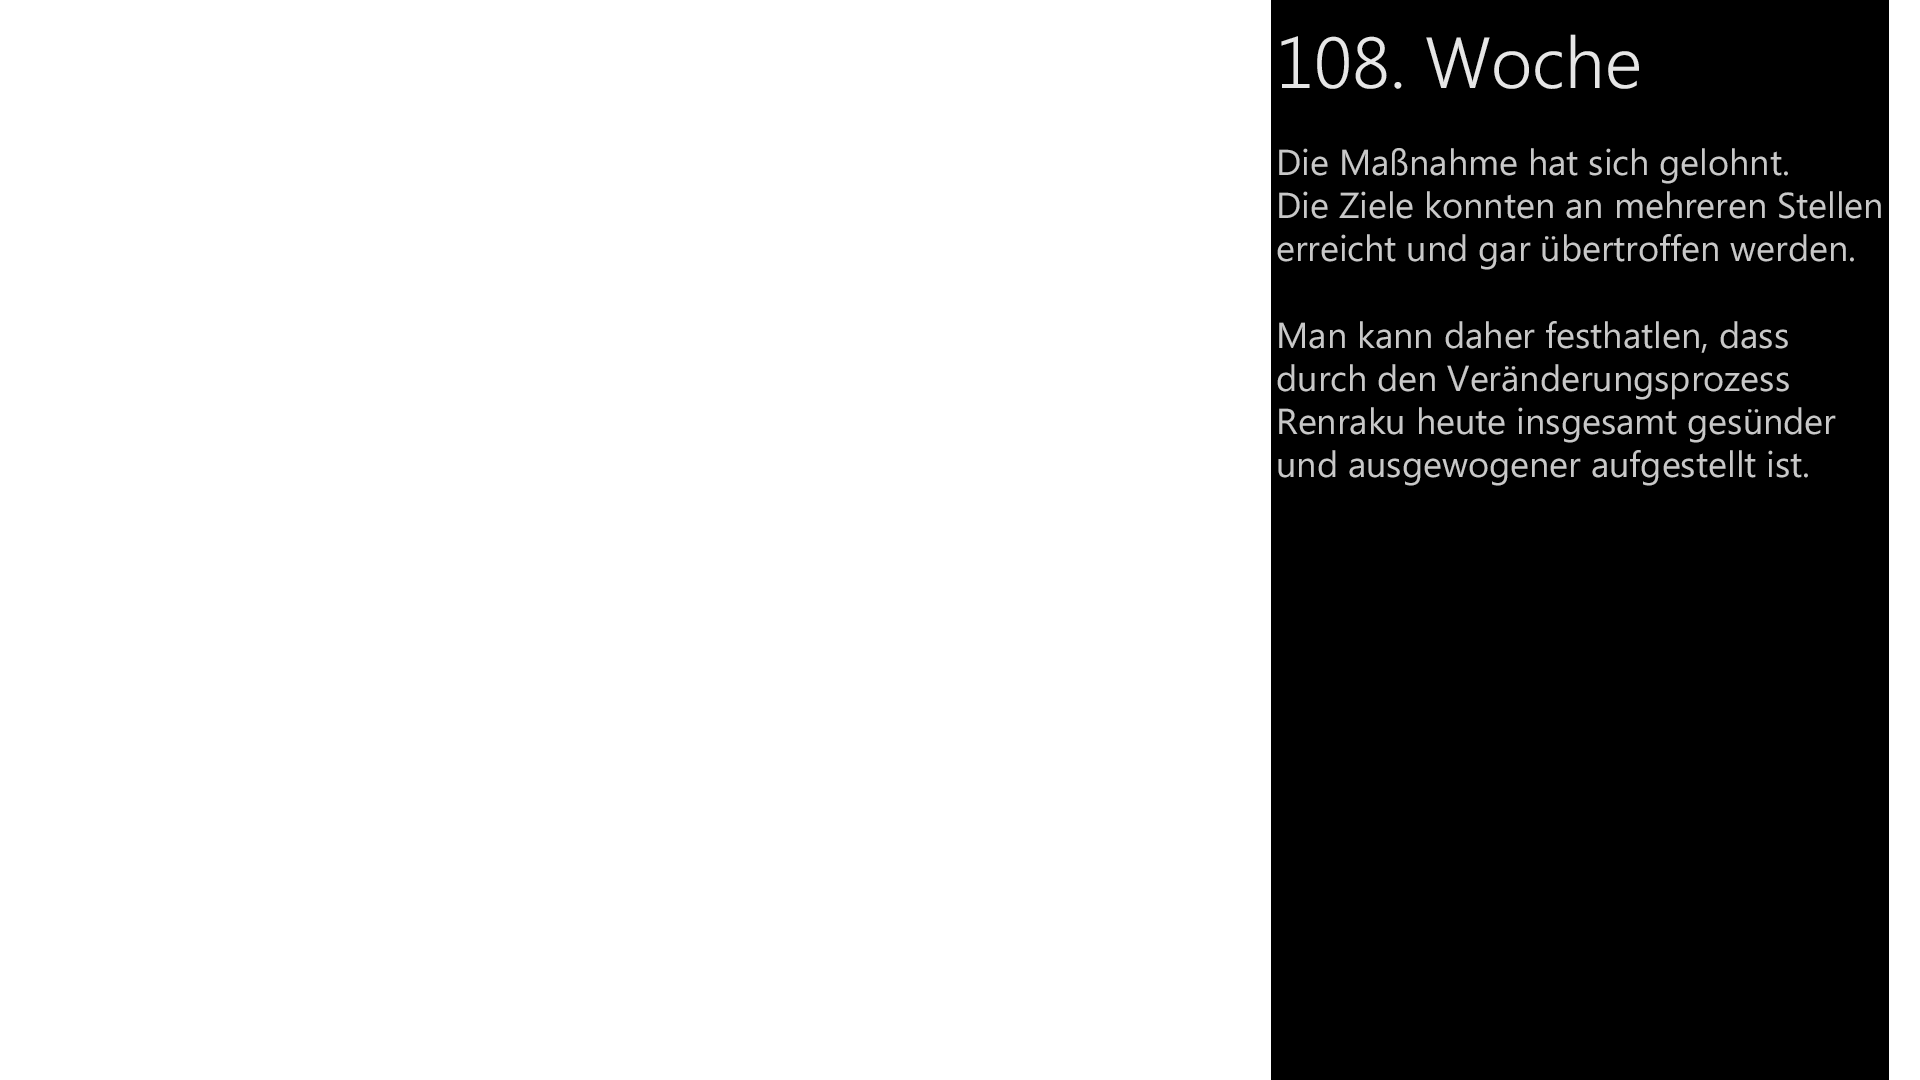 108. Woche
Die Maßnahme hat sich gelohnt.
Die Ziele konnten an mehreren Stellen
erreicht und gar übertroffen werden.
Man kann daher festhatlen, dass
durch den Veränderungsprozess
Renraku heute insgesamt gesünder
und ausgewogener aufgestellt ist.